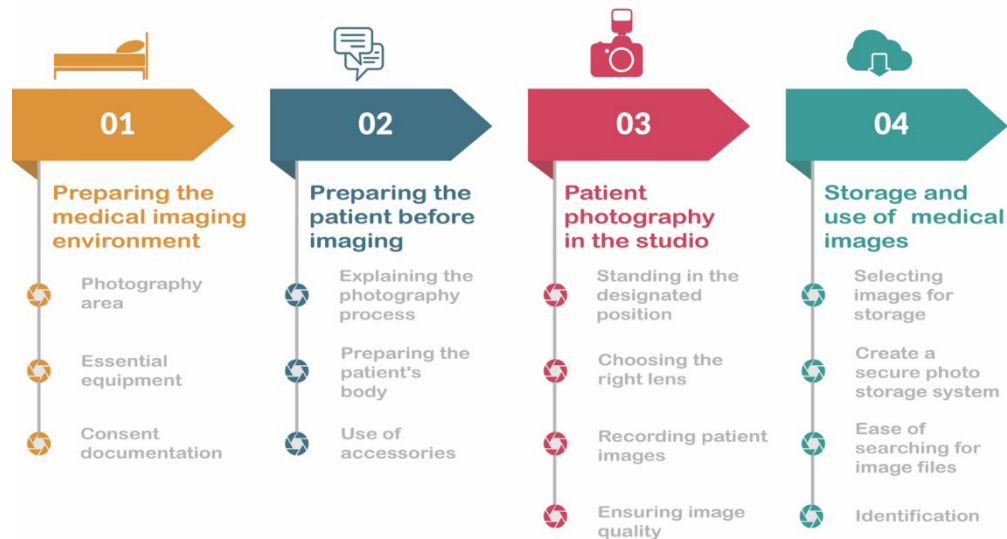 01
Preparing the
medical imaging
environment
Photography
area
Essential
equipment
Consent
documentation
02
Preparing the
patient before
imaging
Explaining the
photography
process
Preparing the
patient's
body
Use of
accessories
03
Patient
photography
in the studio
Standing in the
designated
position
Choosing the
right lens
Recording patient
images
Ensuring image
quality
04
Storage and
use of medical
images
Selecting
images for
storage
Create a
secure photo
storage system
Ease of
searching for
image files
Identification